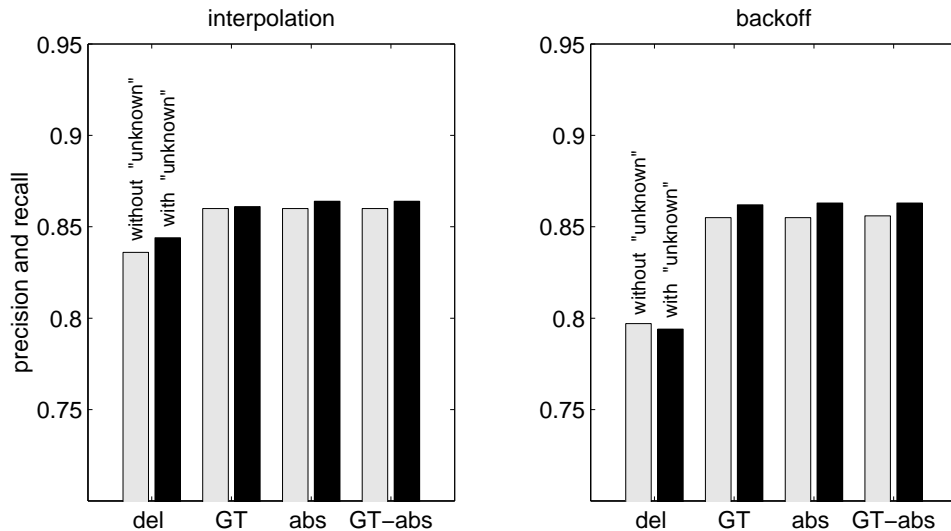 interpolation
0.95
0.9
0.85
0.8
0.75
precision and recall
without "unknown"
with "unknown"
del GT abs GT−abs
backoff
0.95
0.9
0.85
0.8
0.75
without "unknown"
with "unknown"
del GT abs GT−abs